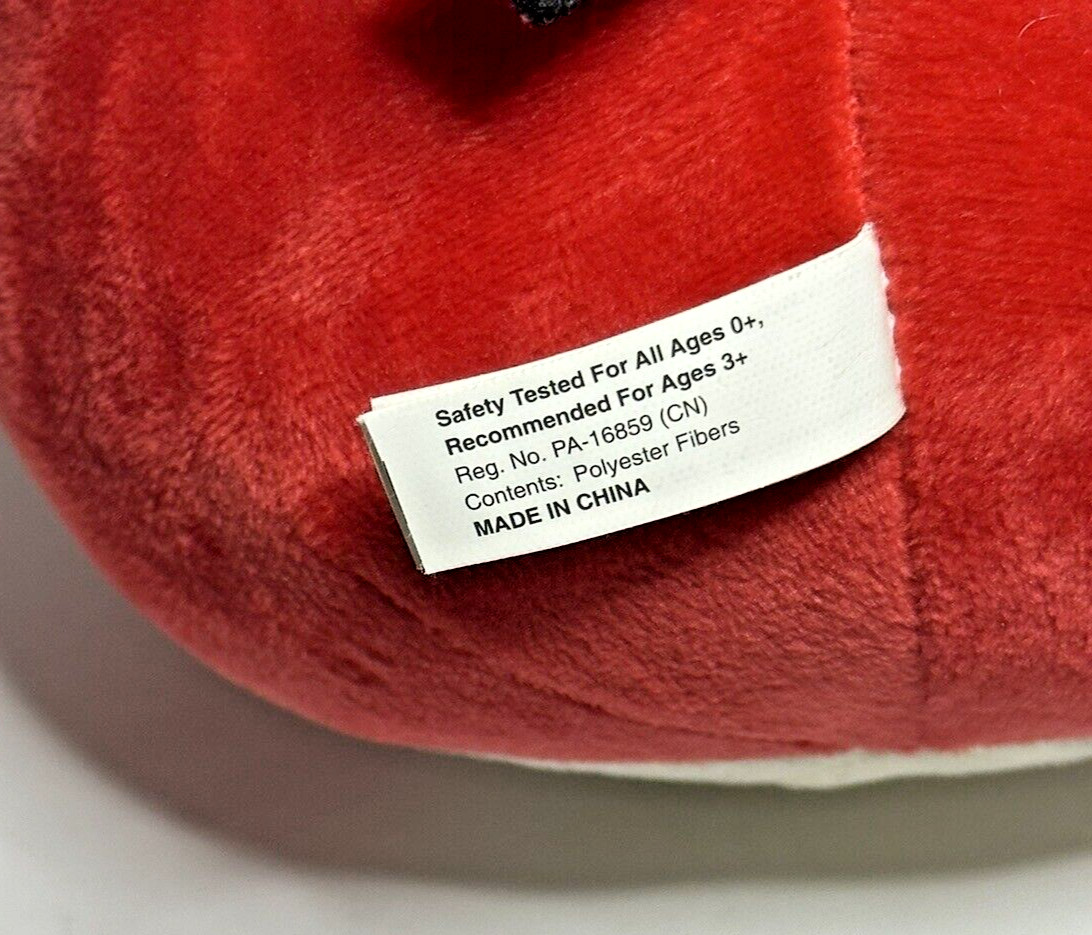 Safety Tested For All Ages 0+,
Recommended For Ages 3+
Reg. No. PA-16859 (CN)
Contents: Polyester Fibers
MADE IN CHINA